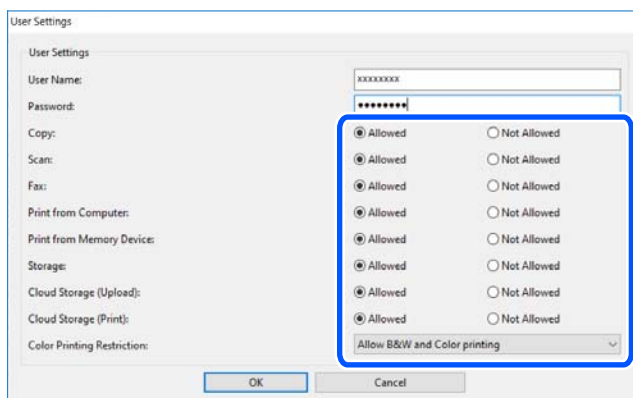 User Settings
User Settings
User Name: xxxxxxxx
Password: ●●●●●●●●
Copy: Allowed Not Allowed
Scan: Allowed Not Allowed
Fax: Allowed Not Allowed
Print from Computer: Allowed Not Allowed
Print from Memory Device: Allowed Not Allowed
Storage: Allowed Not Allowed
Cloud Storage (Upload): Allowed Not Allowed
Cloud Storage (Print): Allowed Not Allowed
Color Printing Restriction: Allow B&W and Color printing
OK Cancel